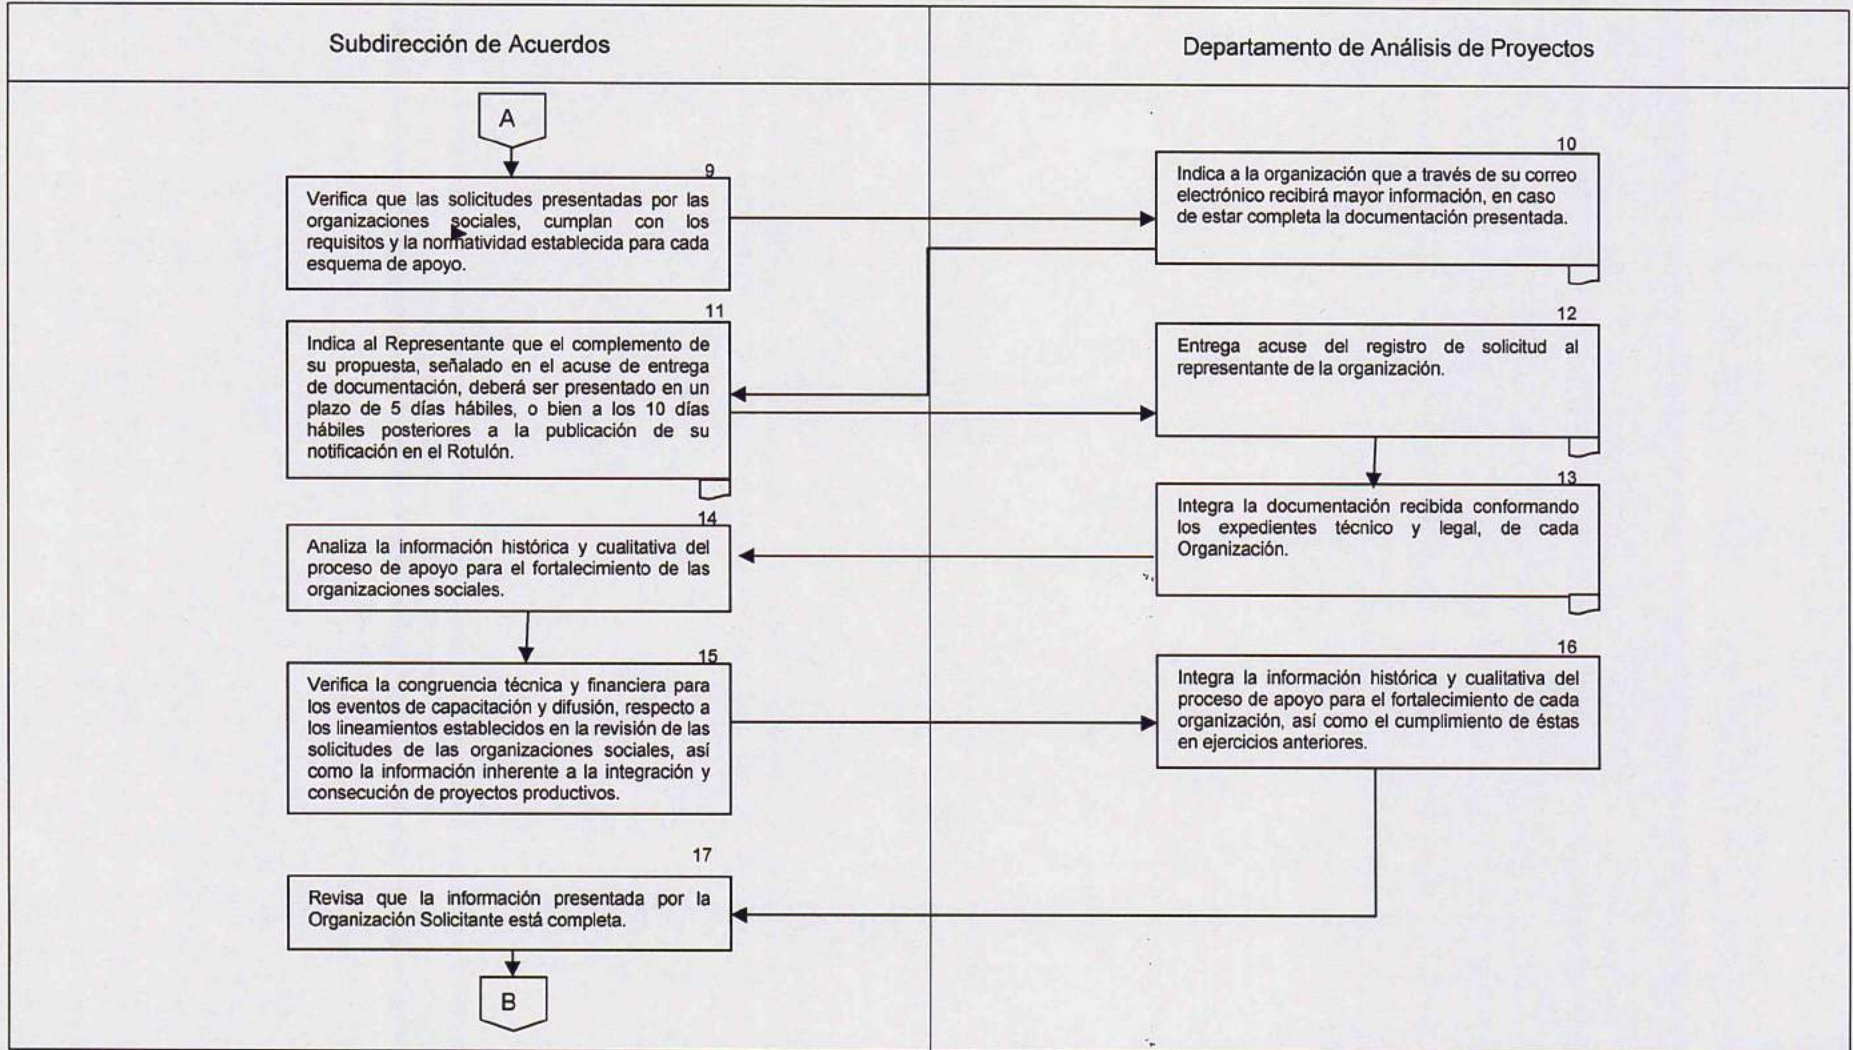 Subdirección de Acuerdos
Departamento de Análisis de Proyectos
A
9
Verifica que las solicitudes presentadas por las
organizaciones sociales, cumplan con los
requisitos y la normatividad establecida para cada
esquema de apoyo.
10
Indica a la organización que a través de su correo
electrónico recibirá mayor información, en caso
de estar completa la documentación presentada.
11
Indica al Representante que el complemento de
su propuesta, señalado en el acuse de entrega
de documentación, deberá ser presentado en un
plazo de 5 días hábiles, o bien a los 10 días
hábiles posteriores a la publicación de su
notificación en el Rotulón.
12
Entrega acuse del registro de solicitud al
representante de la organización.
13
Integra la documentación recibida conformando
los expedientes técnico y legal, de cada
Organización.
14
Analiza la información histórica y cualitativa del
proceso de apoyo para el fortalecimiento de las
organizaciones sociales.
15
Verifica la congruencia técnica y financiera para
los eventos de capacitación y difusión, respecto a
los lineamientos establecidos en la revisión de las
solicitudes de las organizaciones sociales, así
como la información inherente a la integración y
consecución de proyectos productivos.
16
Integra la información histórica y cualitativa del
proceso de apoyo para el fortalecimiento de cada
organización, así como el cumplimiento de éstas
en ejercicios anteriores.
17
Revisa que la información presentada por la
Organización Solicitante está completa.
B